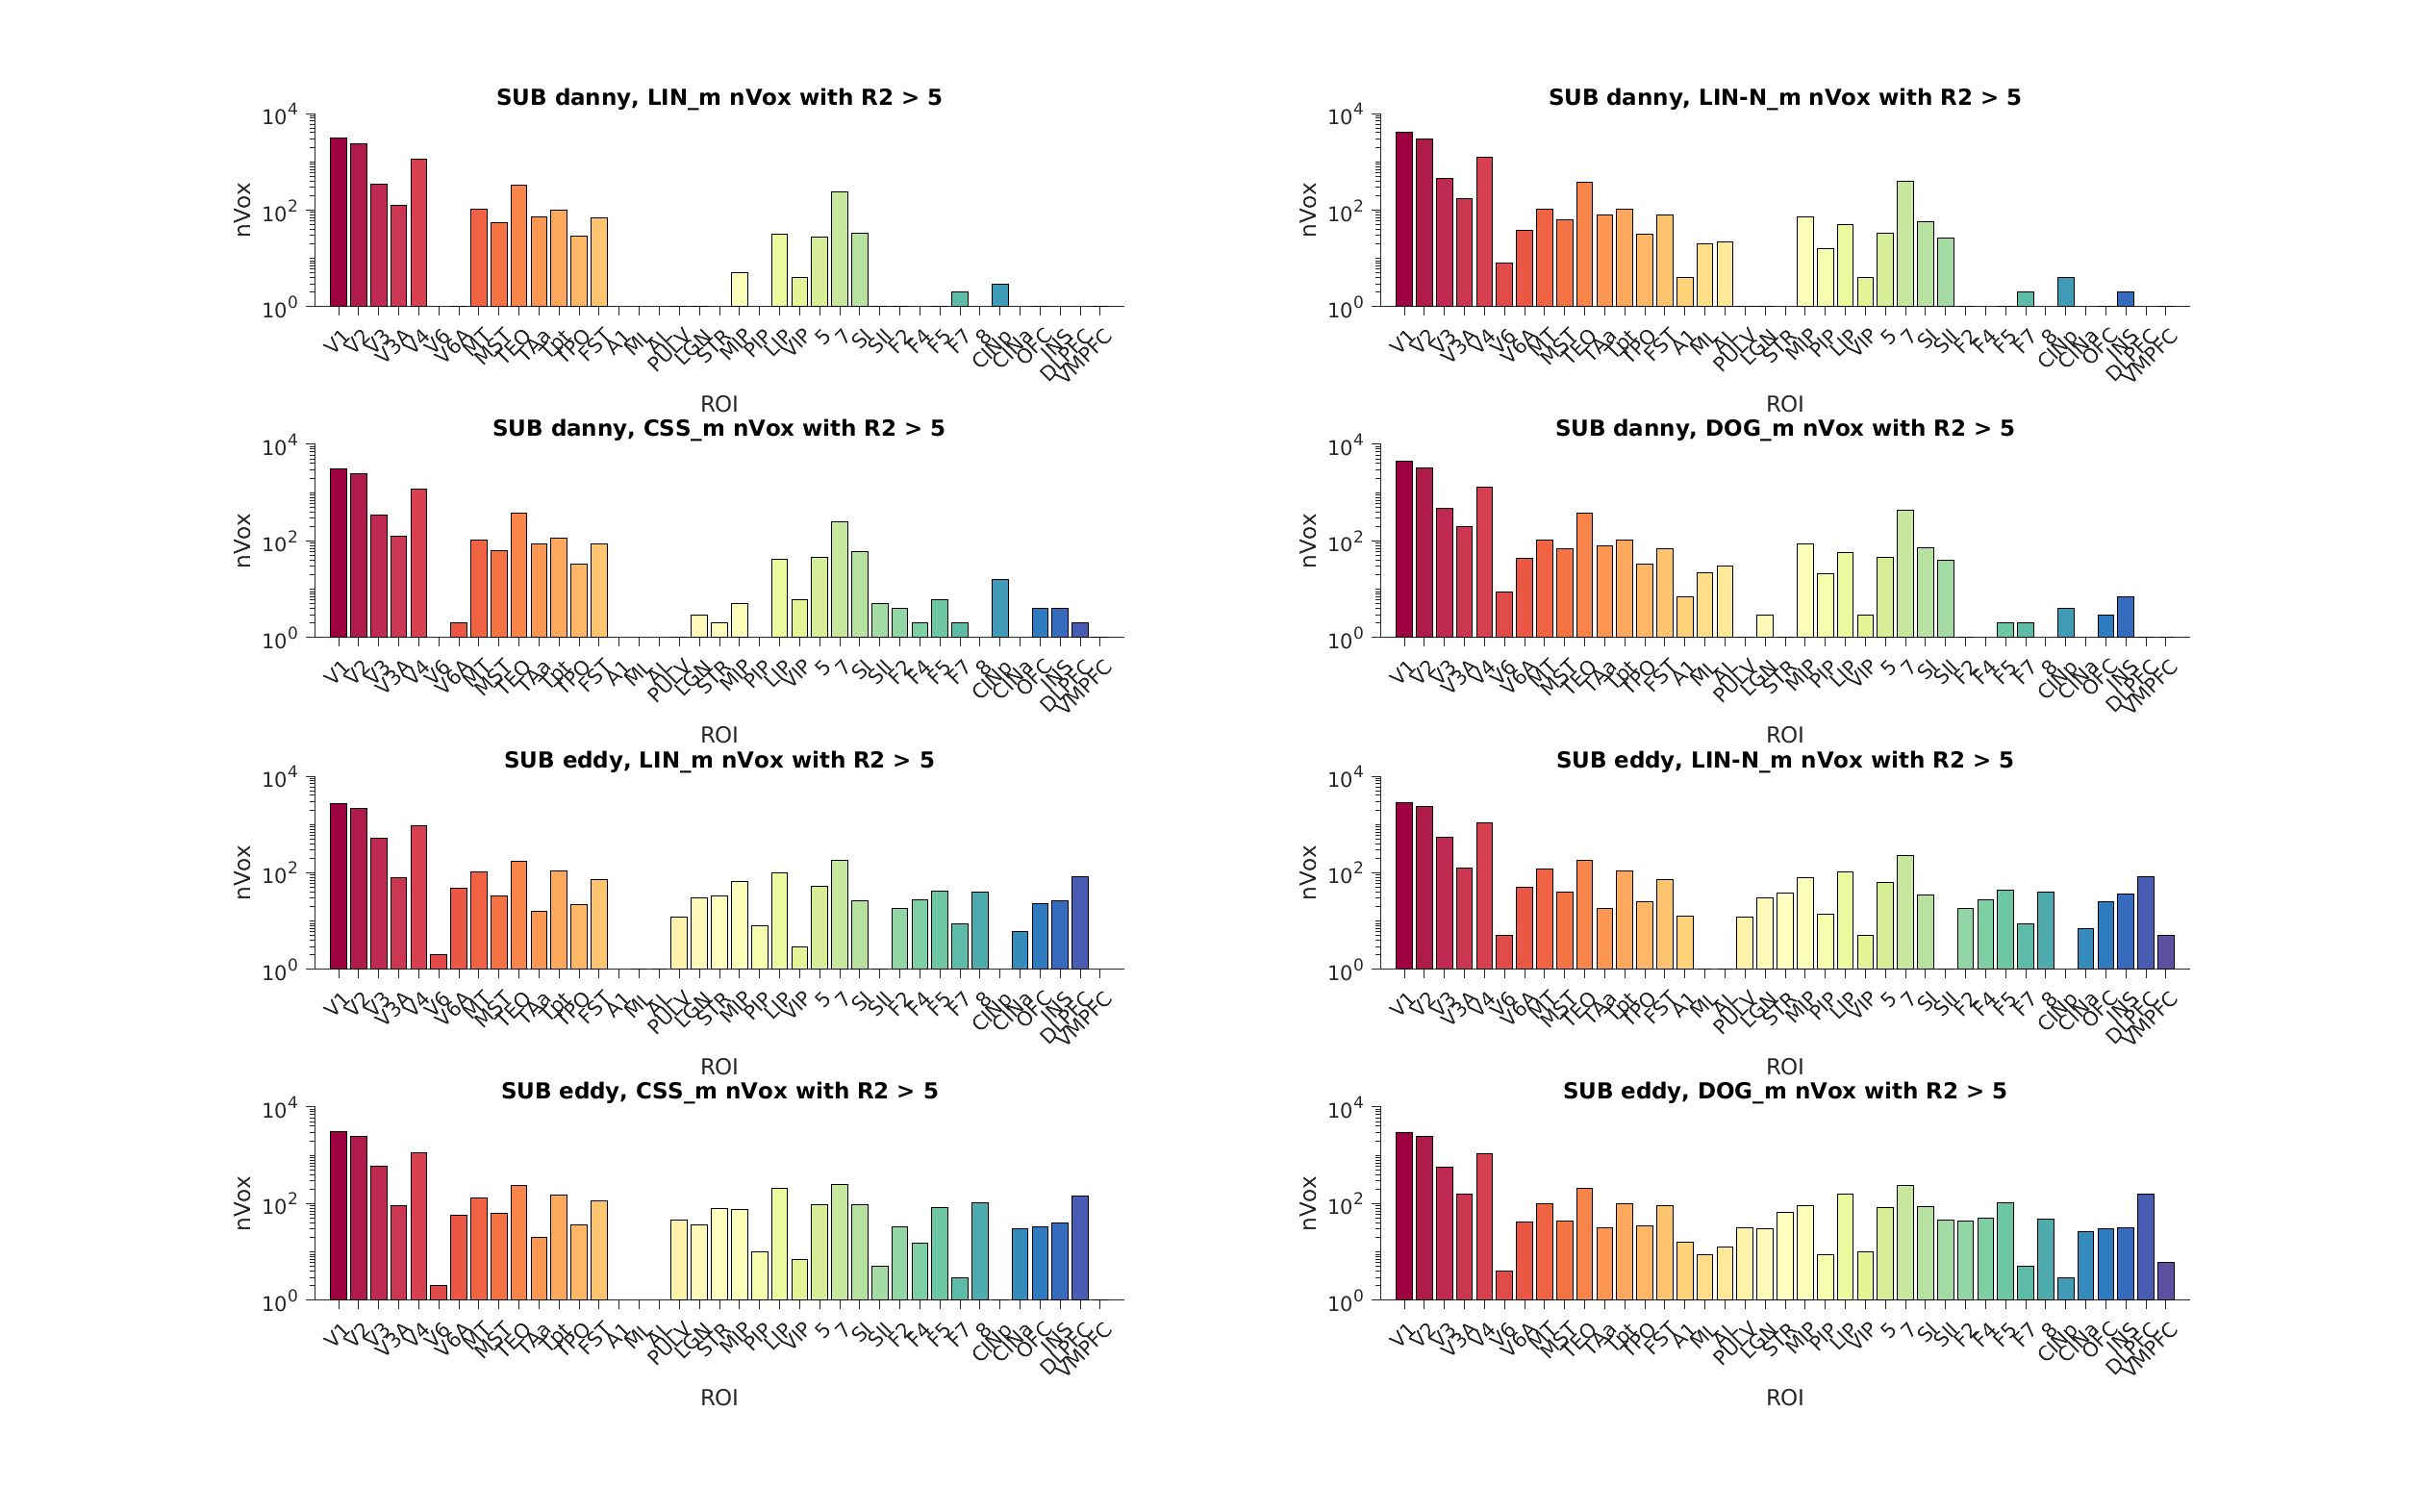 SUB danny, LIN_m nVox with R2 > 5
nVox
10^4
10^2
10^0
V1 V2 V3 V3A V4 V6 V6A MT MST TEO TAa Tpt TPO FST A1 ML AL PULV LGN STR MIP PIP LIP VIP 5 7 SI SII F2 F4 F5 F7 8 CINp CINa OFC INS DLPFC VMPFC
ROI
SUB danny, LIN-N_m nVox with R2 > 5
nVox
10^4
10^2
10^0
V1 V2 V3 V3A V4 V6 V6A MT MST TEO TAa Tpt TPO FST A1 ML AL PULV LGN STR MIP PIP LIP VIP 5 7 SI SII F2 F4 F5 F7 8 CINp CINa OFC INS DLPFC VMPFC
ROI
SUB danny, CSS_m nVox with R2 > 5
nVox
10^4
10^2
10^0
V1 V2 V3 V3A V4 V6 V6A MT MST TEO TAa Tpt TPO FST A1 ML AL PULV LGN STR MIP PIP LIP VIP 5 7 SI SII F2 F4 F5 F7 8 CINp CINa OFC INS DLPFC VMPFC
ROI
SUB danny, DOG_m nVox with R2 > 5
nVox
10^4
10^2
10^0
V1 V2 V3 V3A V4 V6 V6A MT MST TEO TAa Tpt TPO FST A1 ML AL PULV LGN STR MIP PIP LIP VIP 5 7 SI SII F2 F4 F5 F7 8 CINp CINa OFC INS DLPFC VMPFC
ROI
SUB eddy, LIN_m nVox with R2 > 5
nVox
10^4
10^2
10^0
V1 V2 V3 V3A V4 V6 V6A MT MST TEO TAa Tpt TPO FST A1 ML AL PULV LGN STR MIP PIP LIP VIP 5 7 SI SII F2 F4 F5 F7 8 CINp CINa OFC INS DLPFC VMPFC
ROI
SUB eddy, LIN-N_m nVox with R2 > 5
nVox
10^4
10^2
10^0
V1 V2 V3 V3A V4 V6 V6A MT MST TEO TAa Tpt TPO FST A1 ML AL PULV LGN STR MIP PIP LIP VIP 5 7 SI SII F2 F4 F5 F7 8 CINp CINa OFC INS DLPFC VMPFC
ROI
SUB eddy, CSS_m nVox with R2 > 5
nVox
10^4
10^2
10^0
V1 V2 V3 V3A V4 V6 V6A MT MST TEO TAa Tpt TPO FST A1 ML AL PULV LGN STR MIP PIP LIP VIP 5 7 SI SII F2 F4 F5 F7 8 CINp CINa OFC INS DLPFC VMPFC
ROI
SUB eddy, DOG_m nVox with R2 > 5
nVox
10^4
10^2
10^0
V1 V2 V3 V3A V4 V6 V6A MT MST TEO TAa Tpt TPO FST A1 ML AL PULV LGN STR MIP PIP LIP VIP 5 7 SI SII F2 F4 F5 F7 8 CINp CINa OFC INS DLPFC VMPFC
ROI